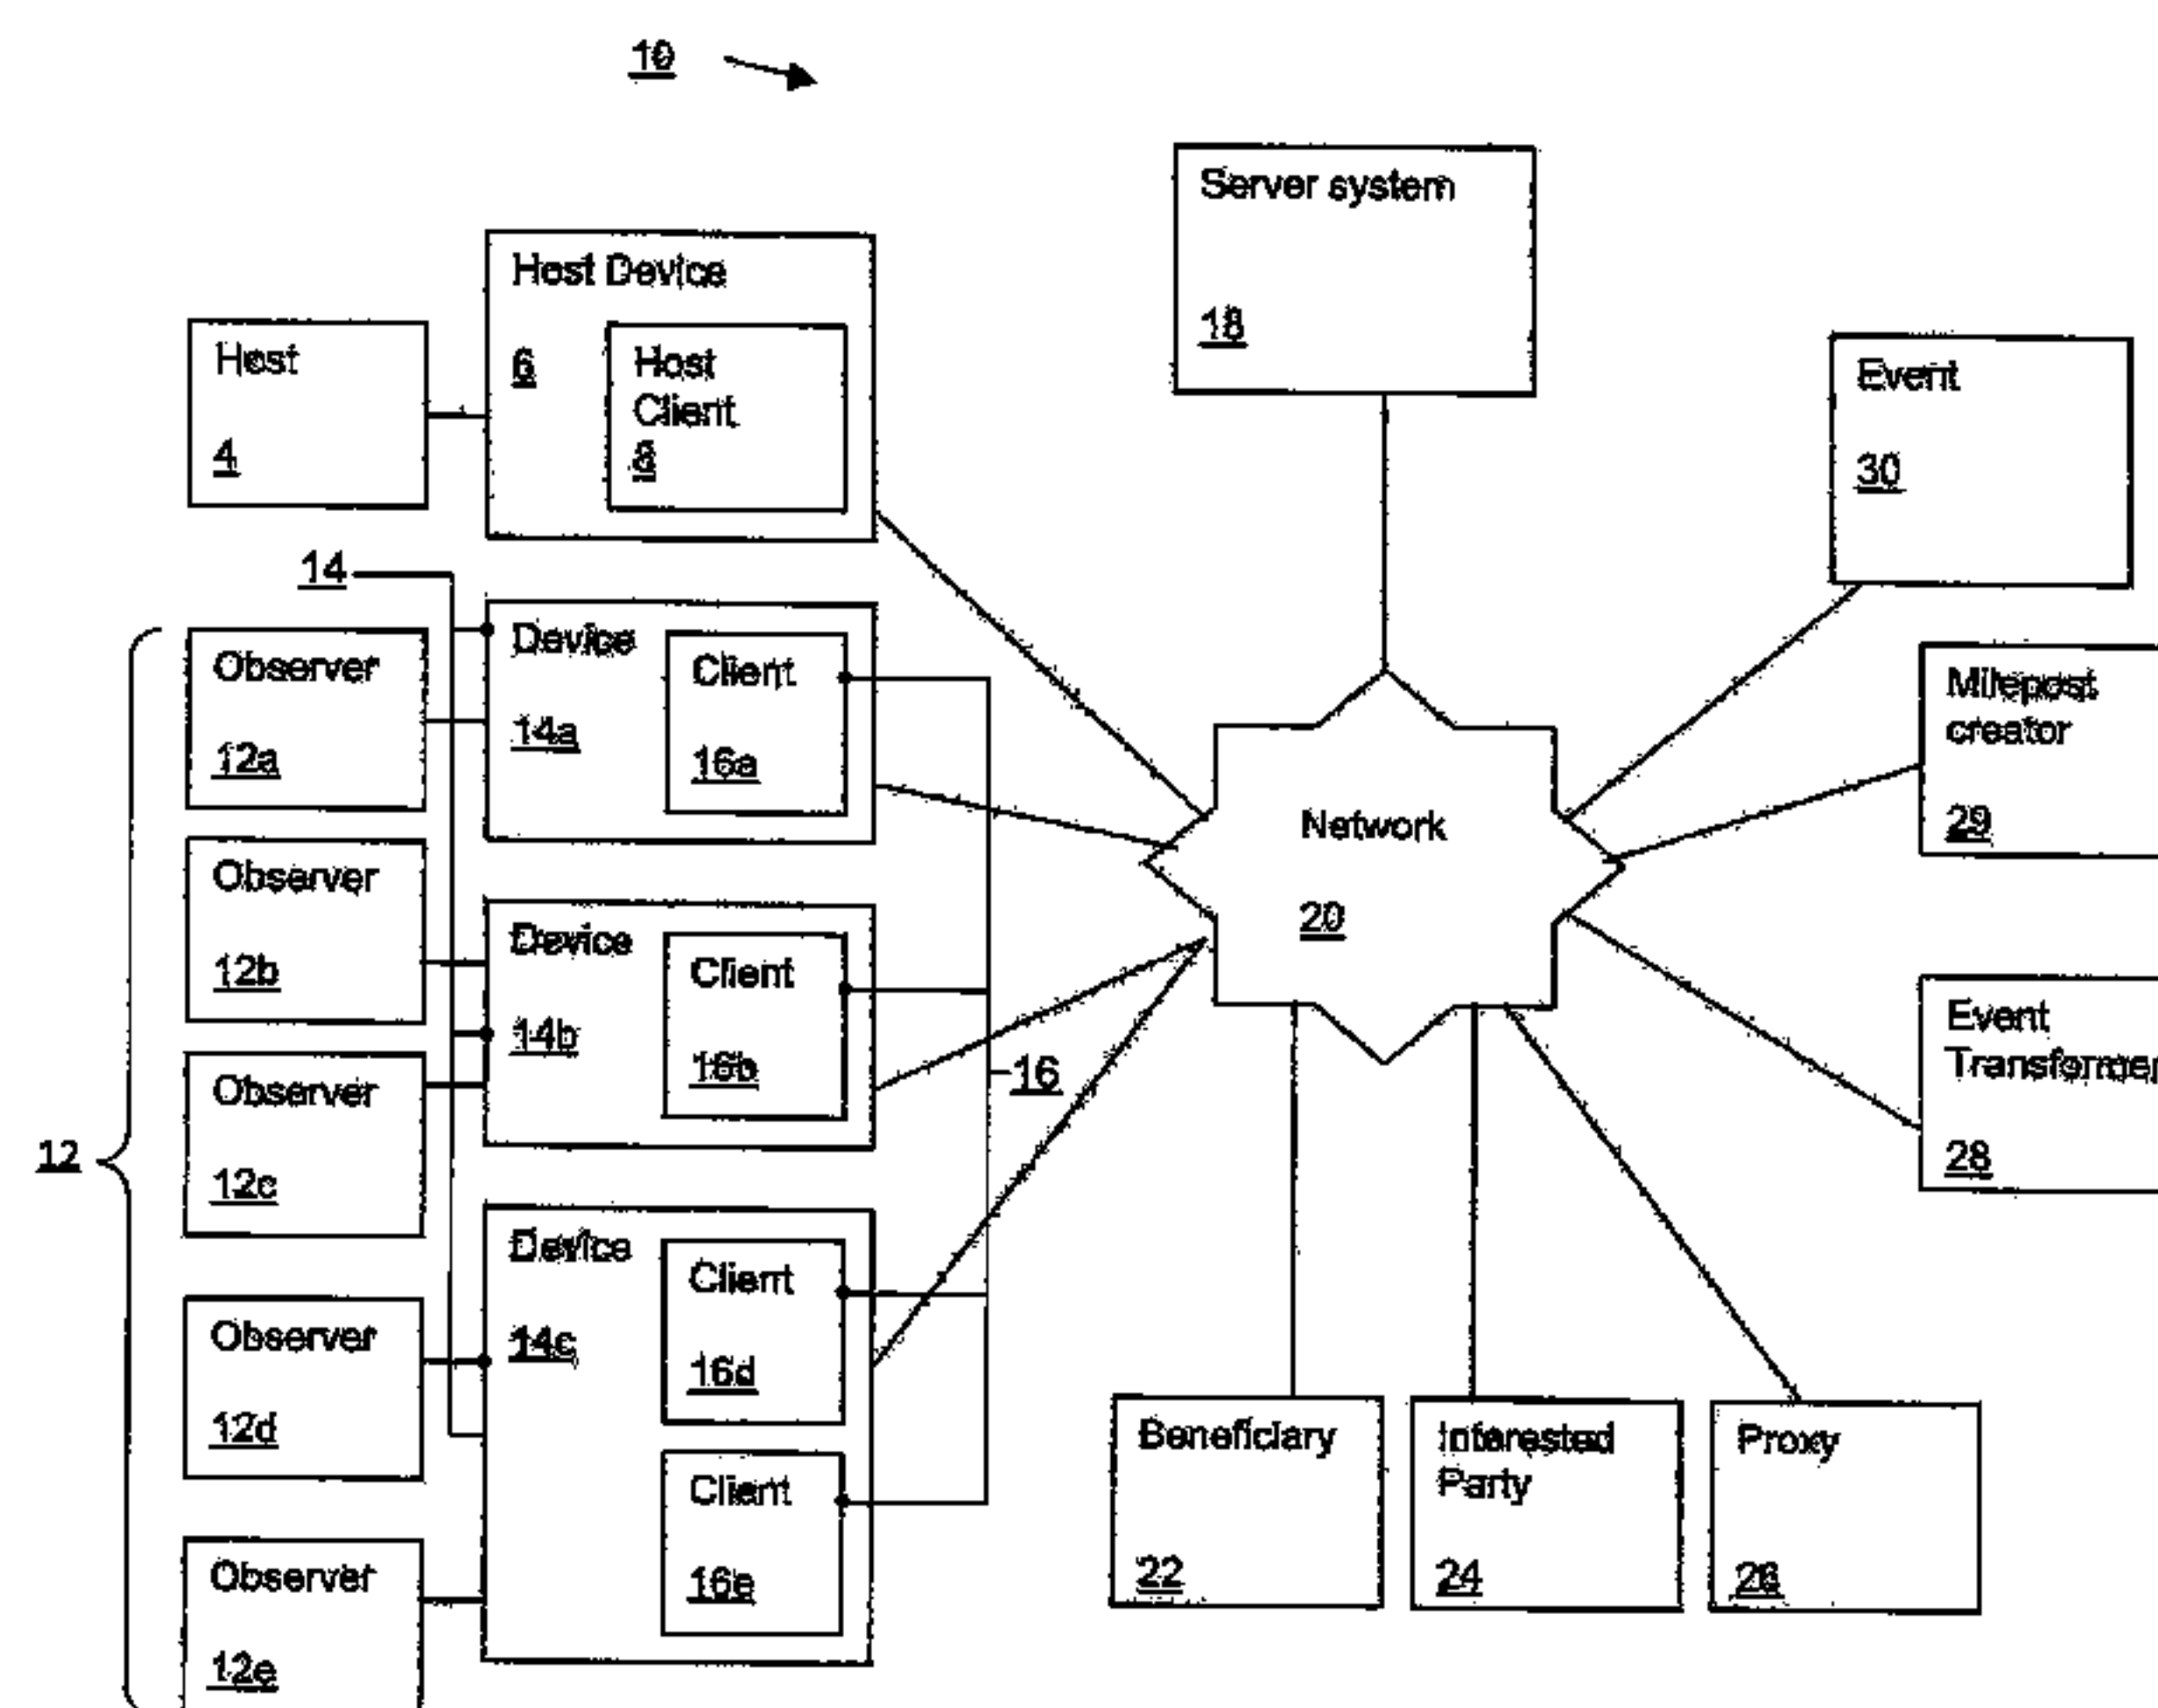 10
Server system
18
Host Device
6
Host
Client
Host
4
Event
30
14
Device
14a
Client
16a
Observer
12a
Milepost
creator
29
Network
20
Observer
12b
Device
14b
Client
16b
Observer
12c
16
12
Event
Transformer
28
Device
14c
Client
16d
Observer
12d
Client
16e
Observer
12e
Beneficiary
22
Interested
Party
24
Proxy
26